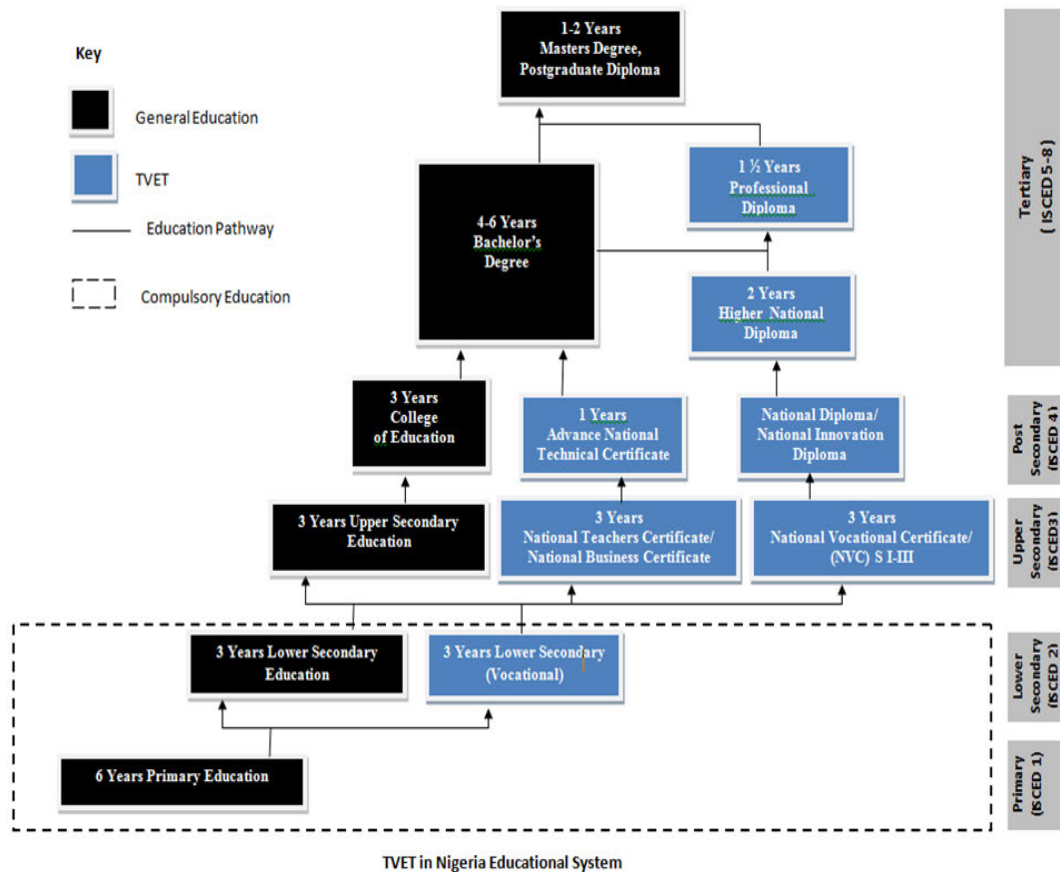 Key
General Education
TVET
Education Pathway
Compulsory Education
1-2 Years
Masters Degree,
Postgraduate Diploma
1 ½ Years
Professional
Diploma
4-6 Years
Bachelor's
Degree
2 Years
Higher National
Diploma
Tertiary
( ISCED5-8)
3 Years
College
of Education
1 Years
Advance National
Technical Certificate
National Diploma/
National Innovation
Diploma
Post
Secondary
(ISCED 4)
3 Years Upper Secondary
Education
3 Years
National Teachers Certificate/
National Business Certificate
3 Years
National Vocational Certificate/
(NVC) S I-III
Upper
Secondary
(ISCED3)
3 Years Lower Secondary
Education
3 Years Lower Secondary
(Vocational)
Lower
Secondary
(ISCED 2)
6 Years Primary Education
Primary
(ISCED 1)
TVET in Nigeria Educational System